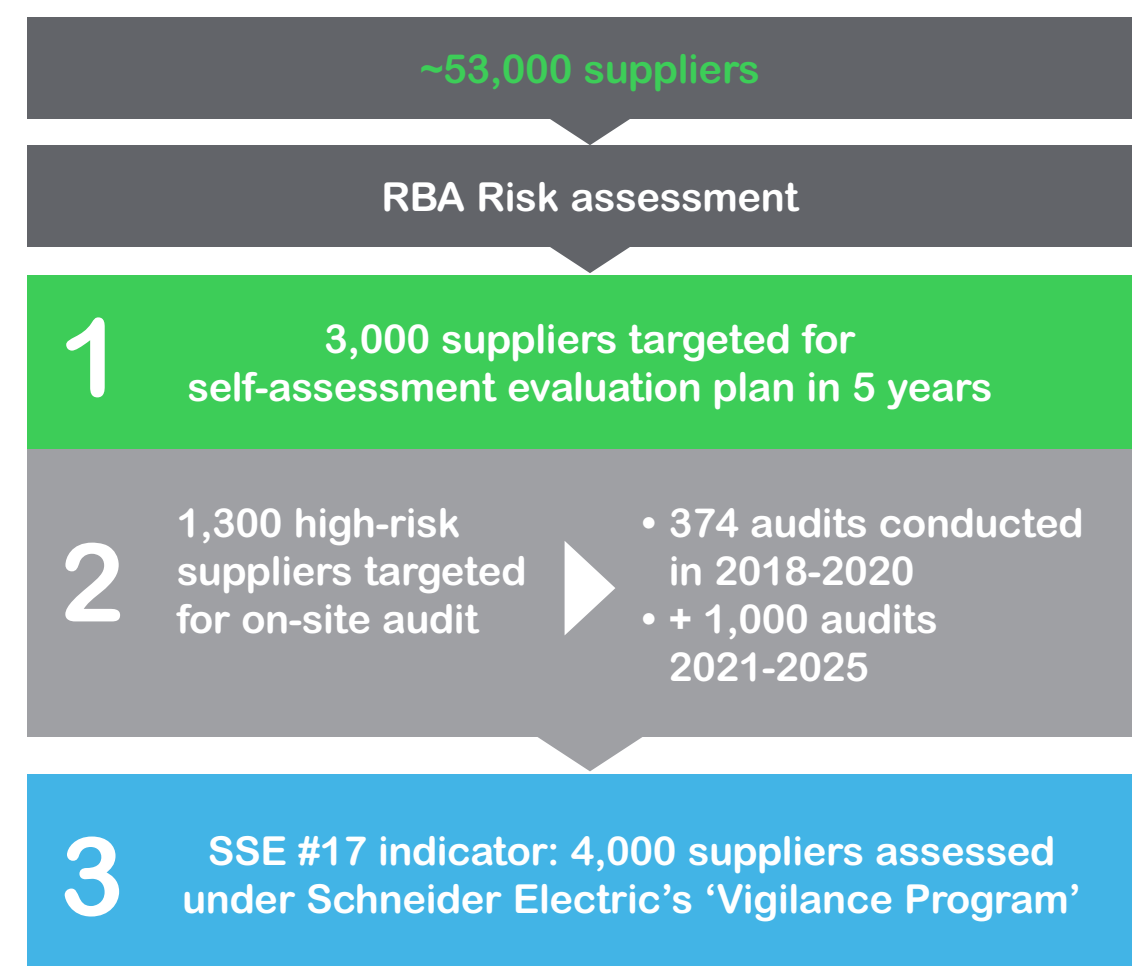 ~53,000 suppliers
RBA Risk assessment
1
3,000 suppliers targeted for
self-assessment evaluation plan in 5 years
2
1,300 high-risk
suppliers targeted
for on-site audit
• 374 audits conducted
in 2018-2020
• + 1,000 audits
2021-2025
3
SSE #17 indicator: 4,000 suppliers assessed
under Schneider Electric’s ‘Vigilance Program’